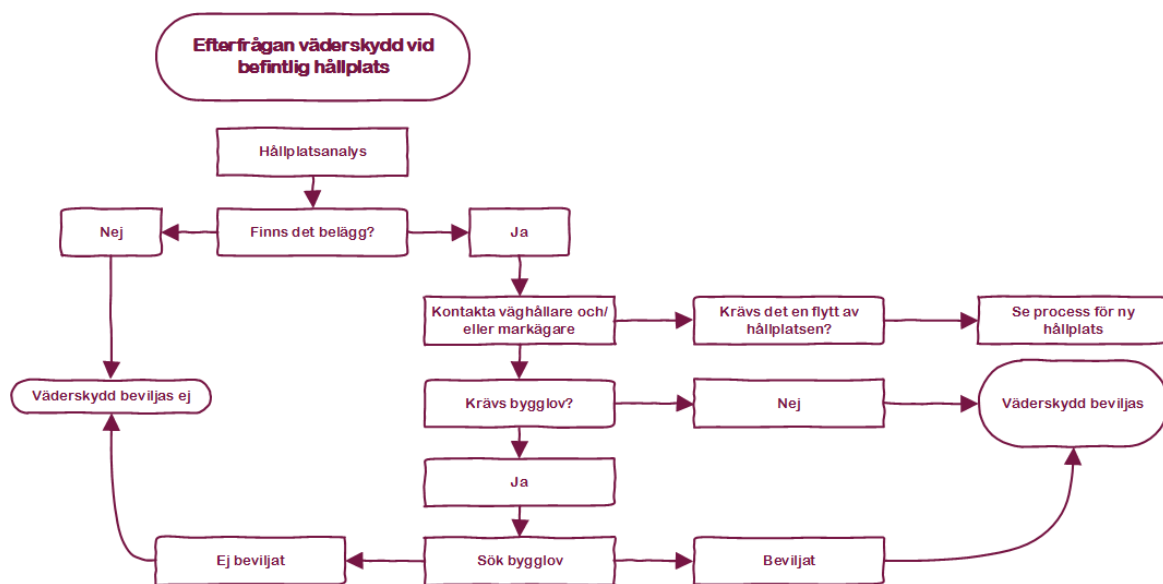 Efterfrågan väderskydd vid
befintlig hållplats
Hållplatsanalys
Nej
Finns det belägg?
Ja
Kontakta väghållare och/
eller markägare
Krävs det en flytt av
hållplatsen?
Se process för ny
hållplats
Väderskydd beviljas ej
Krävs bygglov?
Nej
Väderskydd beviljas
Ja
Ej beviljat
Sök bygglov
Beviljat